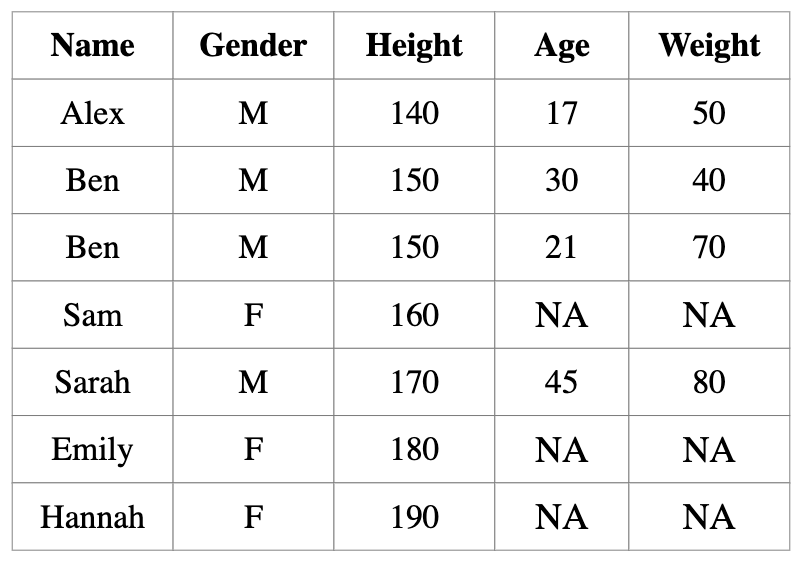 Name Gender Height Age Weight
Alex M 140 17 50
Ben M 150 30 40
Ben M 150 21 70
Sam F 160 NA NA
Sarah M 170 45 80
Emily F 180 NA NA
Hannah F 190 NA NA